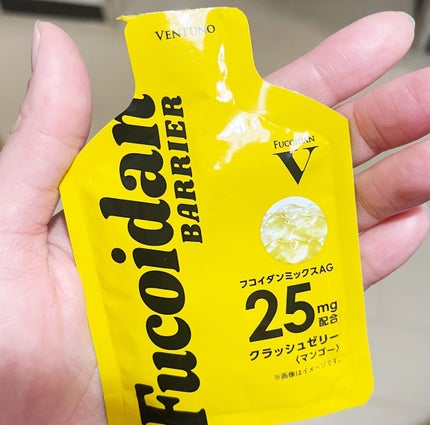 VENTUNO
Fucoidan
BARRIER
FUCOIDAN
V
フコイダンミックスAG
25mg
配合
クラッシュゼリー
〈マンゴー〉
※画像はイメージです。